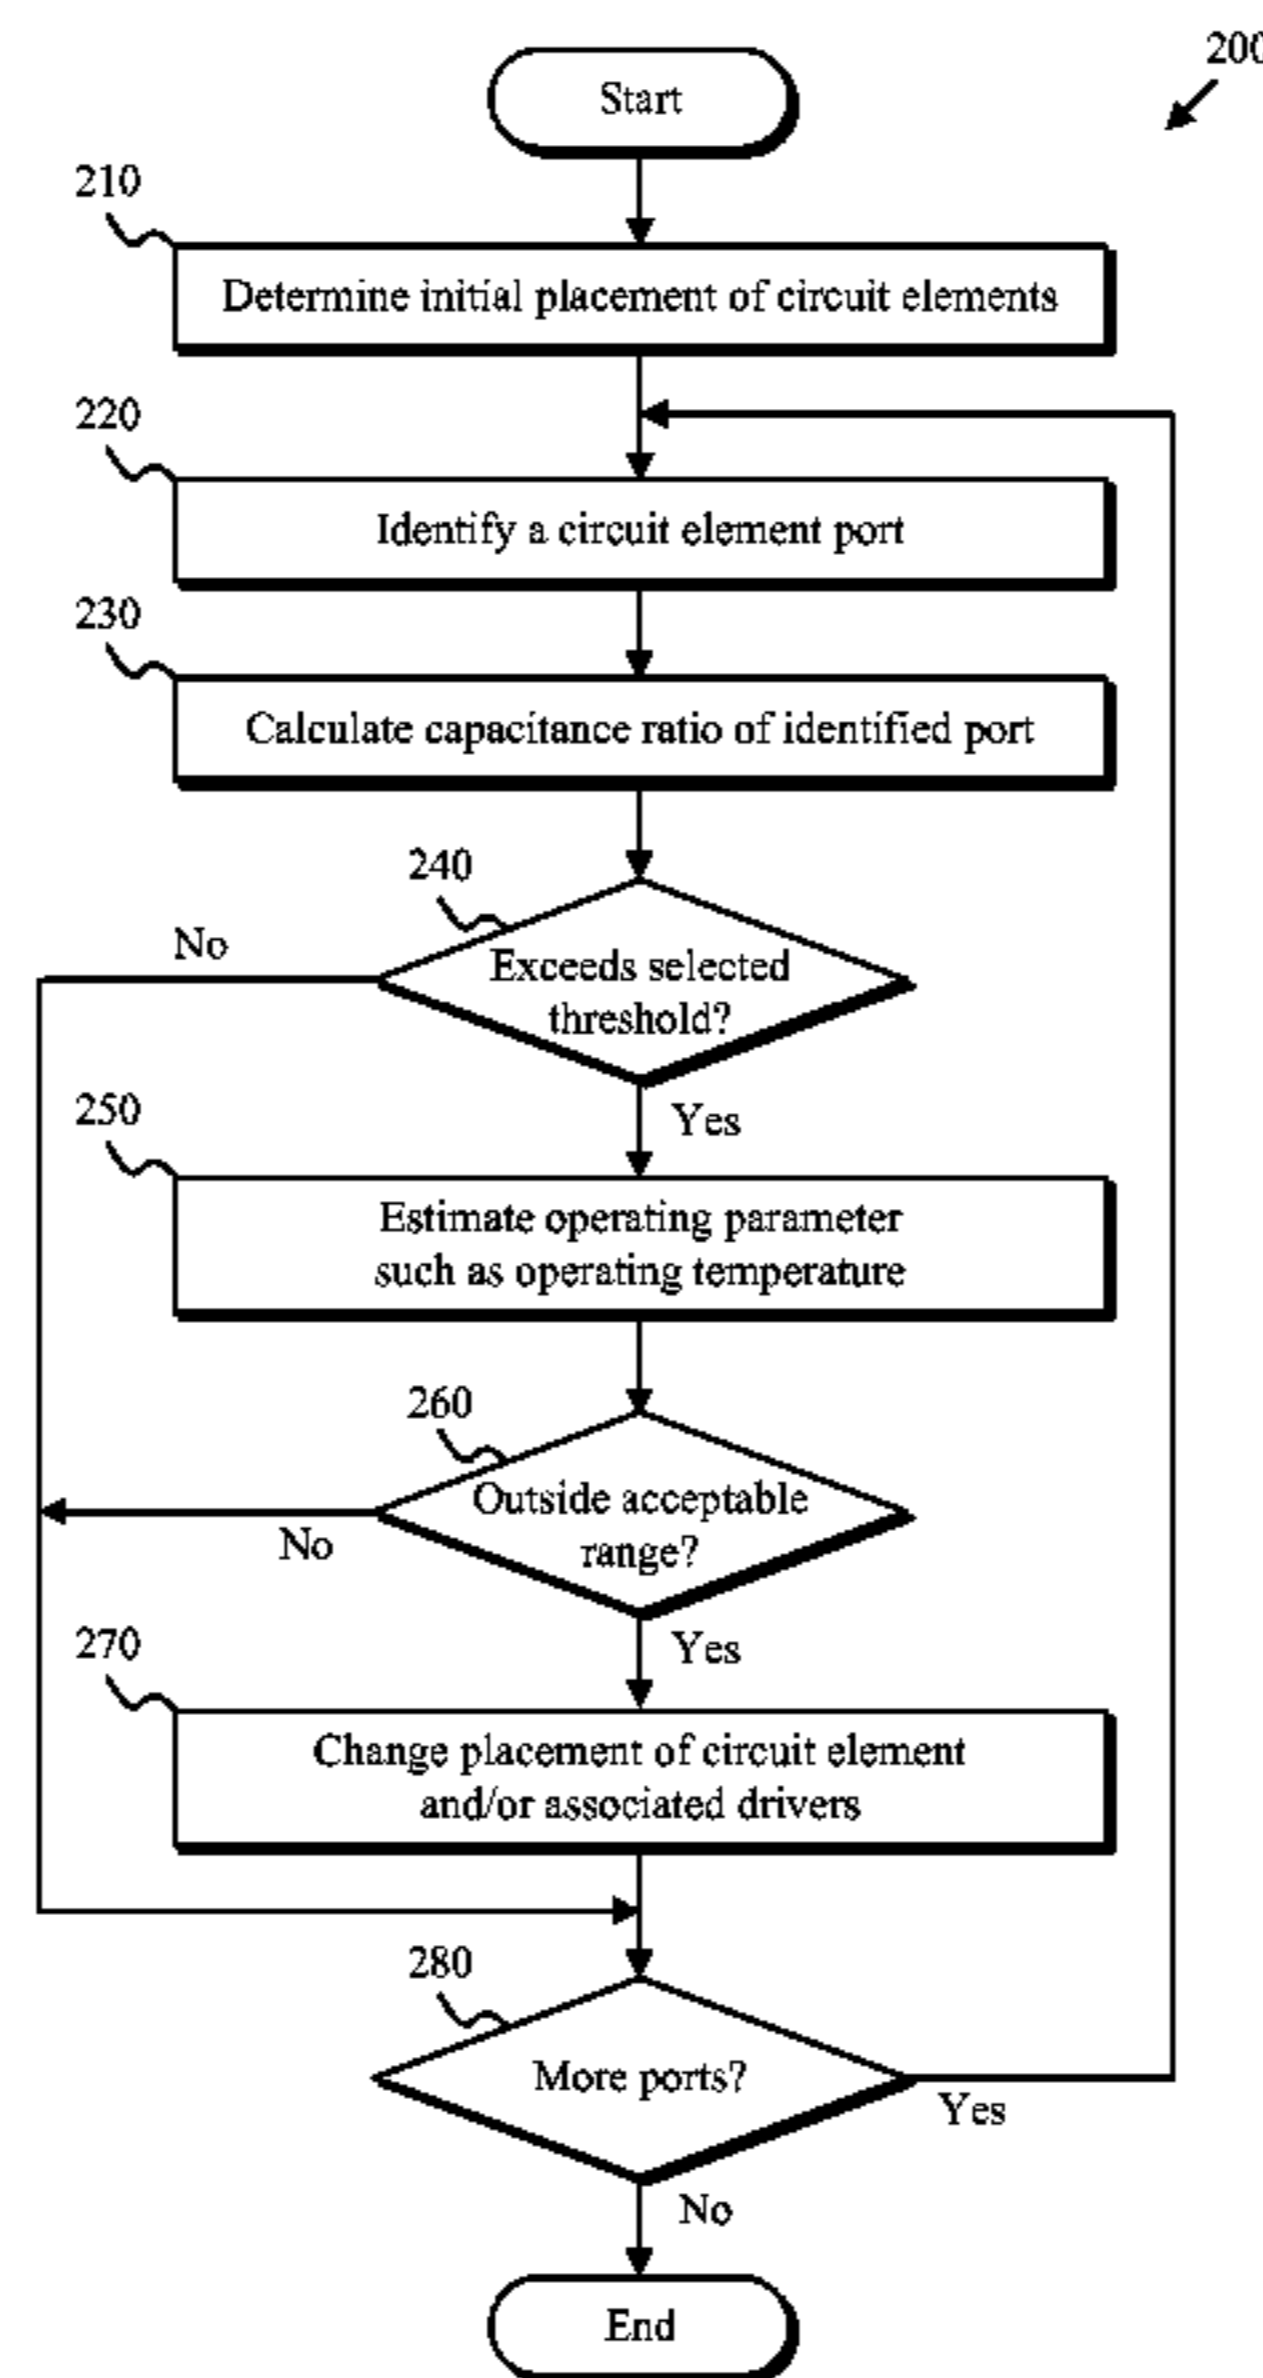 200
Start
210
Determine initial placement of circuit elements
220
Identify a circuit element port
230
Calculate capacitance ratio of identified port
240
No
Exceeds selected
threshold?
Yes
250
Estimate operating parameter
such as operating temperature
260
Outside acceptable
range?
No
Yes
270
Change placement of circuit element
and/or associated drivers
280
More ports?
Yes
No
End